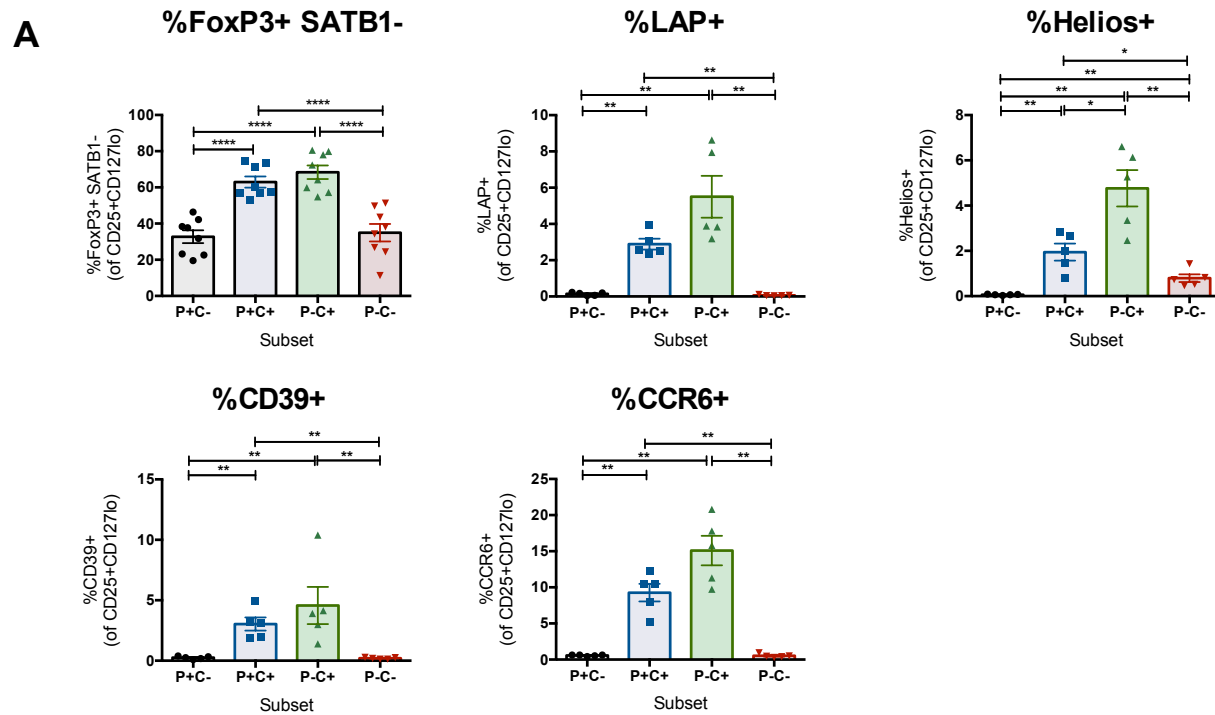 A
%FoxP3+ SATB1-
%FoxP3+ SATB1-
(of CD25+CD127lo)
100
80
60
40
20
0
****
****
****
****
P+C- P+C+ P-C+ P-C-
Subset
%LAP+
%LAP+
(of CD25+CD127lo)
10
8
6
4
2
0
**
**
**
**
P+C- P+C+ P-C+ P-C-
Subset
%Helios+
%Helios+
(of CD25+CD127lo)
8
6
4
2
0
*
**
**
** * **
P+C- P+C+ P-C+ P-C-
Subset
%CD39+
%CD39+
(of CD25+CD127lo)
15
10
5
0
**
**
**
**
P+C- P+C+ P-C+ P-C-
Subset
%CCR6+
%CCR6+
(of CD25+CD127lo)
25
20
15
10
5
0
**
**
**
**
P+C- P+C+ P-C+ P-C-
Subset